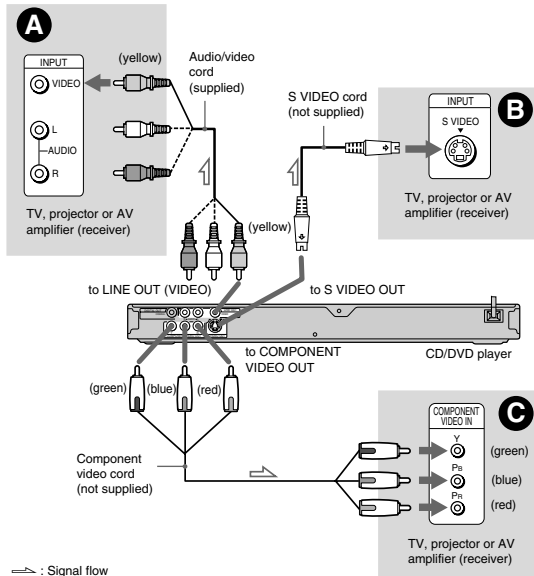 A
INPUT
VIDEO
L
AUDIO
R
TV, projector or AV
amplifier (receiver)
(yellow)
Audio/video
cord
(supplied)
S VIDEO cord
(not supplied)
B
INPUT
S VIDEO
TV, projector or AV
amplifier (receiver)
(yellow)
to LINE OUT (VIDEO)
to S VIDEO OUT
to COMPONENT
VIDEO OUT
CD/DVD player
(green)
(blue)
(red)
Component
video cord
(not supplied)
C
COMPONENT
VIDEO IN
Y
(green)
PB
(blue)
PR
(red)
TV, projector or AV
amplifier (receiver)
: Signal flow